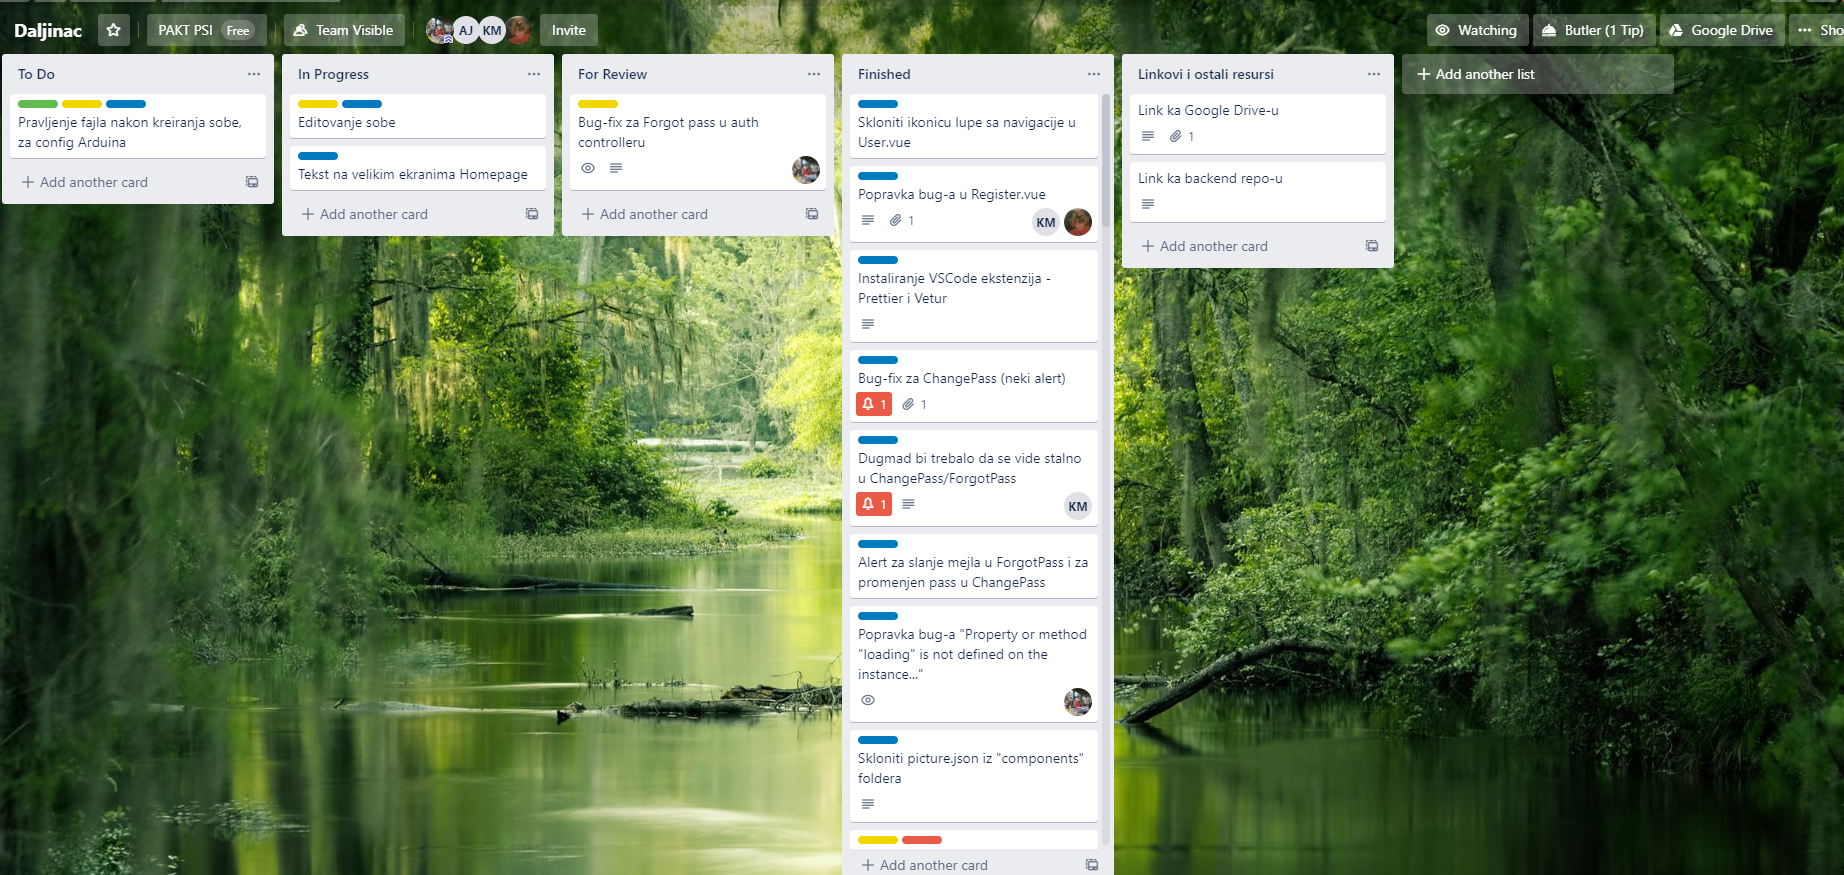 Daljinac
PAKT PSI Free
Team Visible
AJ
KM
Invite
Watching
Butler (1 Tip)
Google Drive
To Do
Pravljenje fajla nakon kreiranja sobe,
za config Arduina
Add another card
In Progress
Editovanje sobe
Tekst na velikim ekranima Homepage
Add another card
For Review
Bug-fix za Forgot pass u auth
controlleru
Add another card
Finished
Skloniti ikonicu lupe sa navigacije u
User.vue
Popravka bug-a u Register.vue
1
KM
Instaliranje VSCode ekstenzija -
Prettier i Vetur
Bug-fix za ChangePass (neki alert)
1 1
Dugmad bi trebalo da se vide stalno
u ChangePass/ForgotPass
1
KM
Alert za slanje mejla u ForgotPass i za
promenjen pass u ChangePass
Popravka bug-a "Property or method
"loading" is not defined on the
instance..."
Skloniti picture.json iz "components"
foldera
Add another card
Linkovi i ostali resursi
Link ka Google Drive-u
1
Link ka backend repo-u
Add another card
Add another list